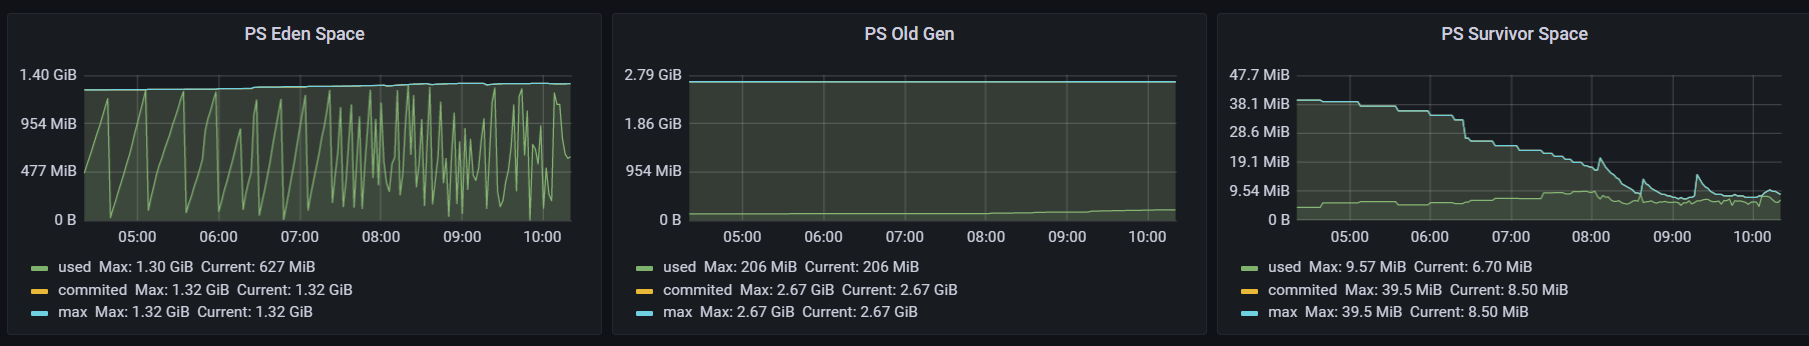 PS Eden Space
1.40 GiB
954 MiB
477 MiB
0 B
05:00 06:00 07:00 08:00 09:00 10:00
used Max: 1.30 GiB Current: 627 MiB
commited Max: 1.32 GiB Current: 1.32 GiB
max Max: 1.32 GiB Current: 1.32 GiB
PS Old Gen
2.79 GiB
1.86 GiB
954 MiB
0 B
05:00 06:00 07:00 08:00 09:00 10:00
used Max: 206 MiB Current: 206 MiB
commited Max: 2.67 GiB Current: 2.67 GiB
max Max: 2.67 GiB Current: 2.67 GiB
PS Survivor Space
47.7 MiB
38.1 MiB
28.6 MiB
19.1 MiB
9.54 MiB
0 B
05:00 06:00 07:00 08:00 09:00 10:00
used Max: 9.57 MiB Current: 6.70 MiB
commited Max: 39.5 MiB Current: 8.50 MiB
max Max: 39.5 MiB Current: 8.50 MiB